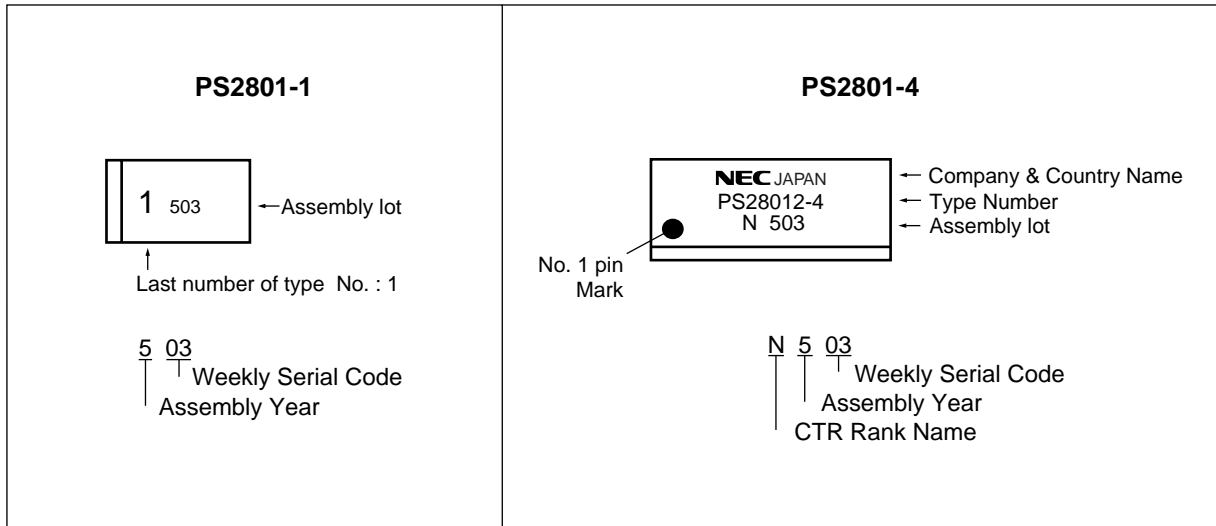 PS2801-1
1 503
Assembly lot
Last number of type No. : 1
5 03
Weekly Serial Code
Assembly Year
PS2801-4
NEC JAPAN
PS28012-4
N 503
Company & Country Name
Type Number
Assembly lot
No. 1 pin
Mark
N 5 03
Weekly Serial Code
Assembly Year
CTR Rank Name